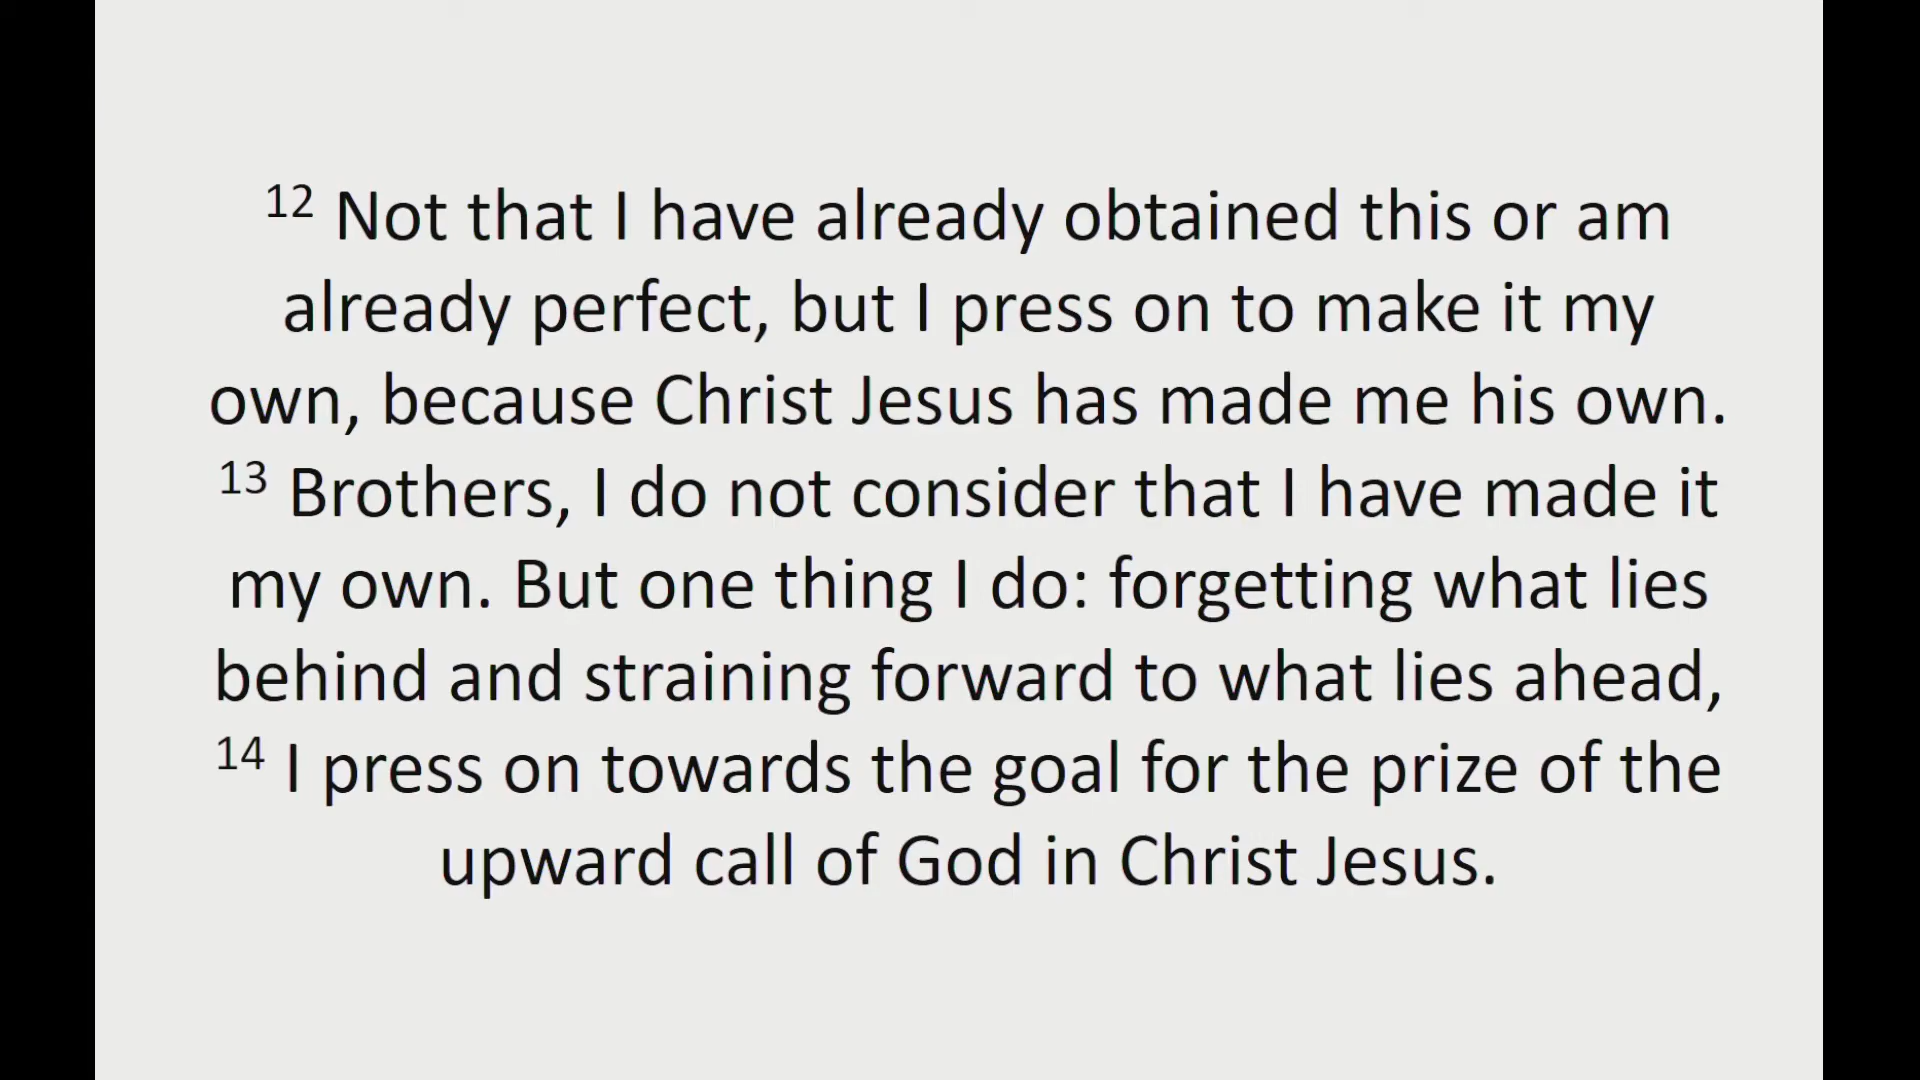 12 Not that I have already obtained this or am
already perfect, but I press on to make it my
own, because Christ Jesus has made me his own.
13 Brothers, I do not consider that I have made it
my own. But one thing I do: forgetting what lies
behind and straining forward to what lies ahead,
14 I press on towards the goal for the prize of the
upward call of God in Christ Jesus.